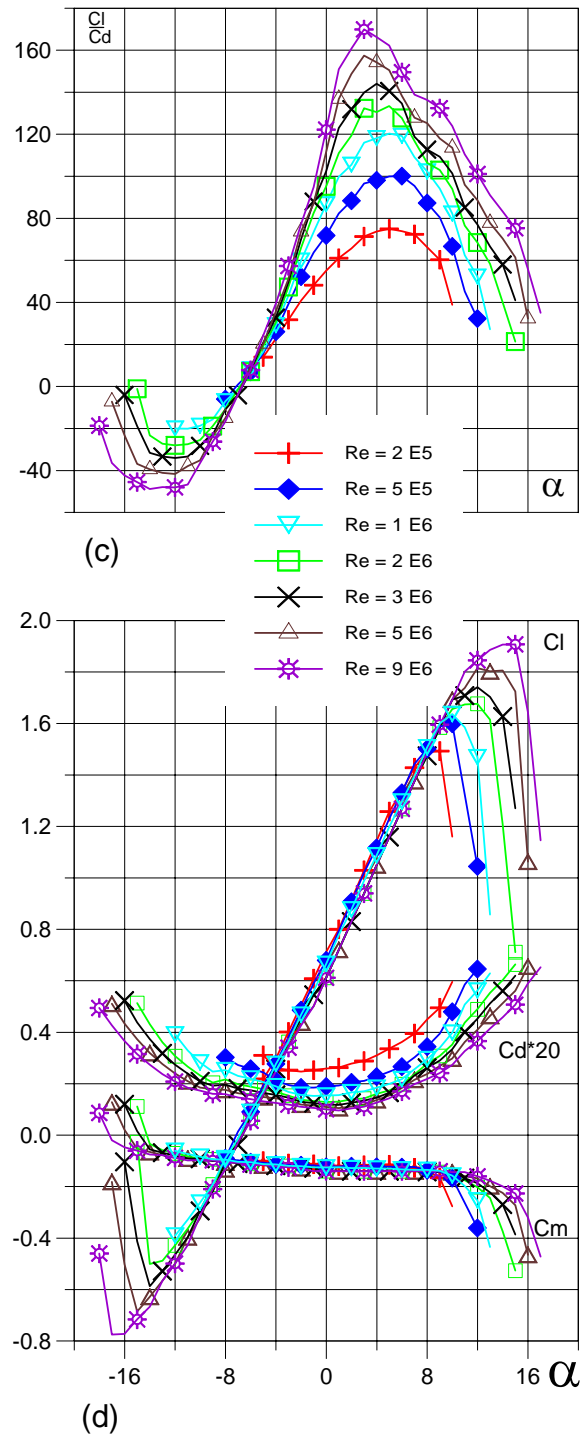 Cl
Cd
160
120
80
40
0
-40
α
(c)
Re = 2 E5
Re = 5 E5
Re = 1 E6
Re = 2 E6
Re = 3 E6
Re = 5 E6
Re = 9 E6
2.0
Cl
1.6
1.2
0.8
0.4
Cd*20
0.0
Cm
-0.4
-0.8
-16 -8 0 8 α
(d)